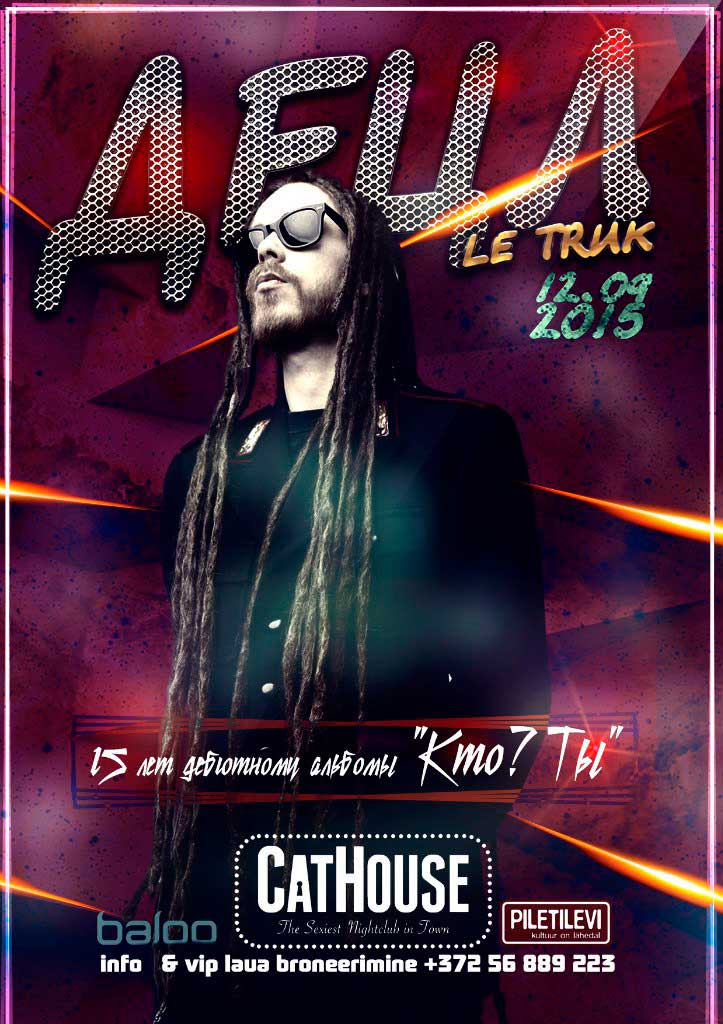 ДЕЦЛ
LE TRUK
12.09
2015
15 лет дебютному альбомы "Кто? Ты"
CATHOUSE
The Sexiest Nightclub in Town
baloo
PILETILEVI
kultuur on lähedal
info & vip laua broneerimine +372 56 889 223